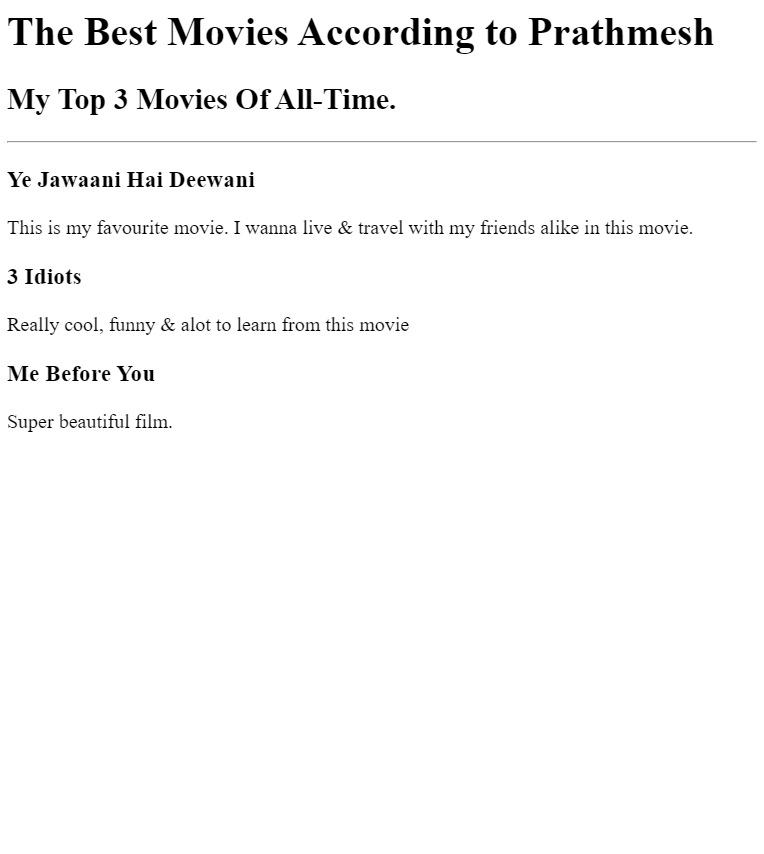 The Best Movies According to Prathmesh
My Top 3 Movies Of All-Time.
Ye Jawaani Hai Deewani
This is my favourite movie. I wanna live & travel with my friends alike in this movie.
3 Idiots
Really cool, funny & alot to learn from this movie
Me Before You
Super beautiful film.